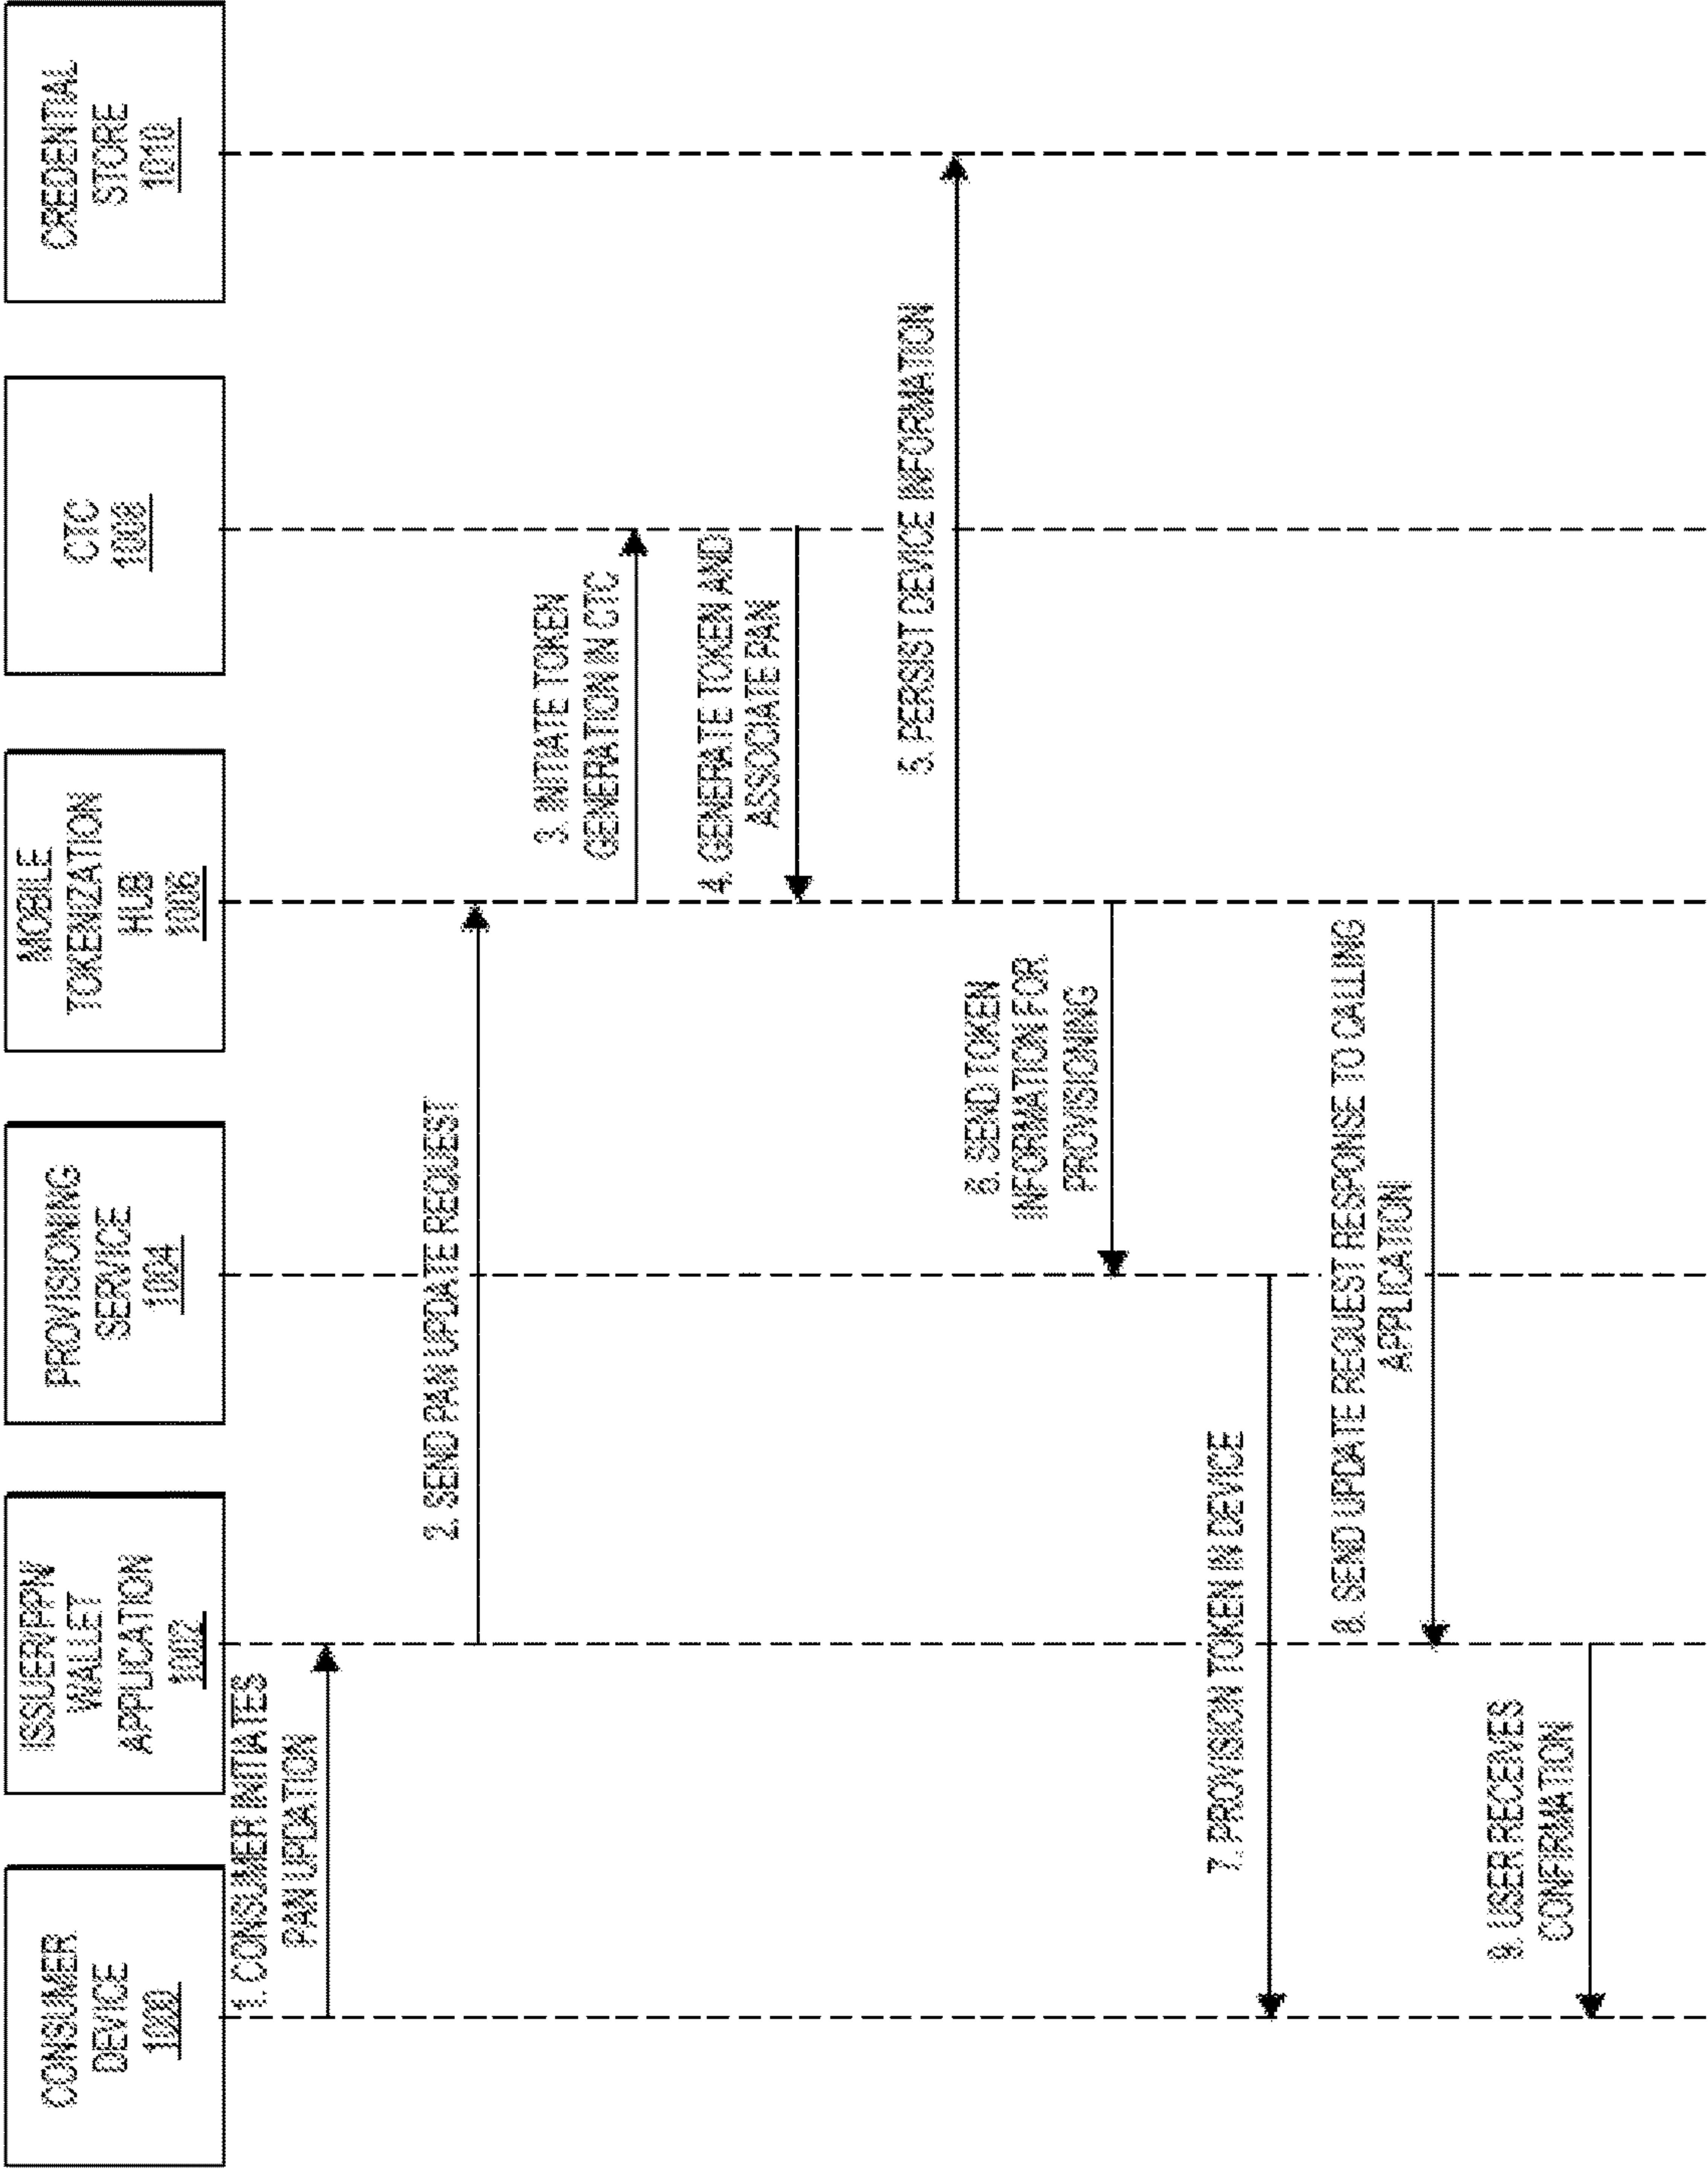 CONSUMER
DEVICE
1000
ISSUER/PPW
WALLET
APPLICATION
1002
PROVISIONING
SERVICE
1004
MOBILE
TOKENIZATION
HUB
1006
CTC
1008
CREDENTIAL
STORE
1010
1. CONSUMER INITIATES
PAN UPDATION
2. SEND PAN UPDATE REQUEST
3. INITIATE TOKEN
GENERATION IN CTC
4. GENERATE TOKEN AND
ASSOCIATE PAN
5. PERSIST DEVICE INFORMATION
6. SEND TOKEN
INFORMATION FOR
PROVISIONING
7. PROVISION TOKEN IN DEVICE
8. SEND UPDATE REQUEST RESPONSE TO CALLING
APPLICATION
9. USER RECEIVES
CONFIRMATION